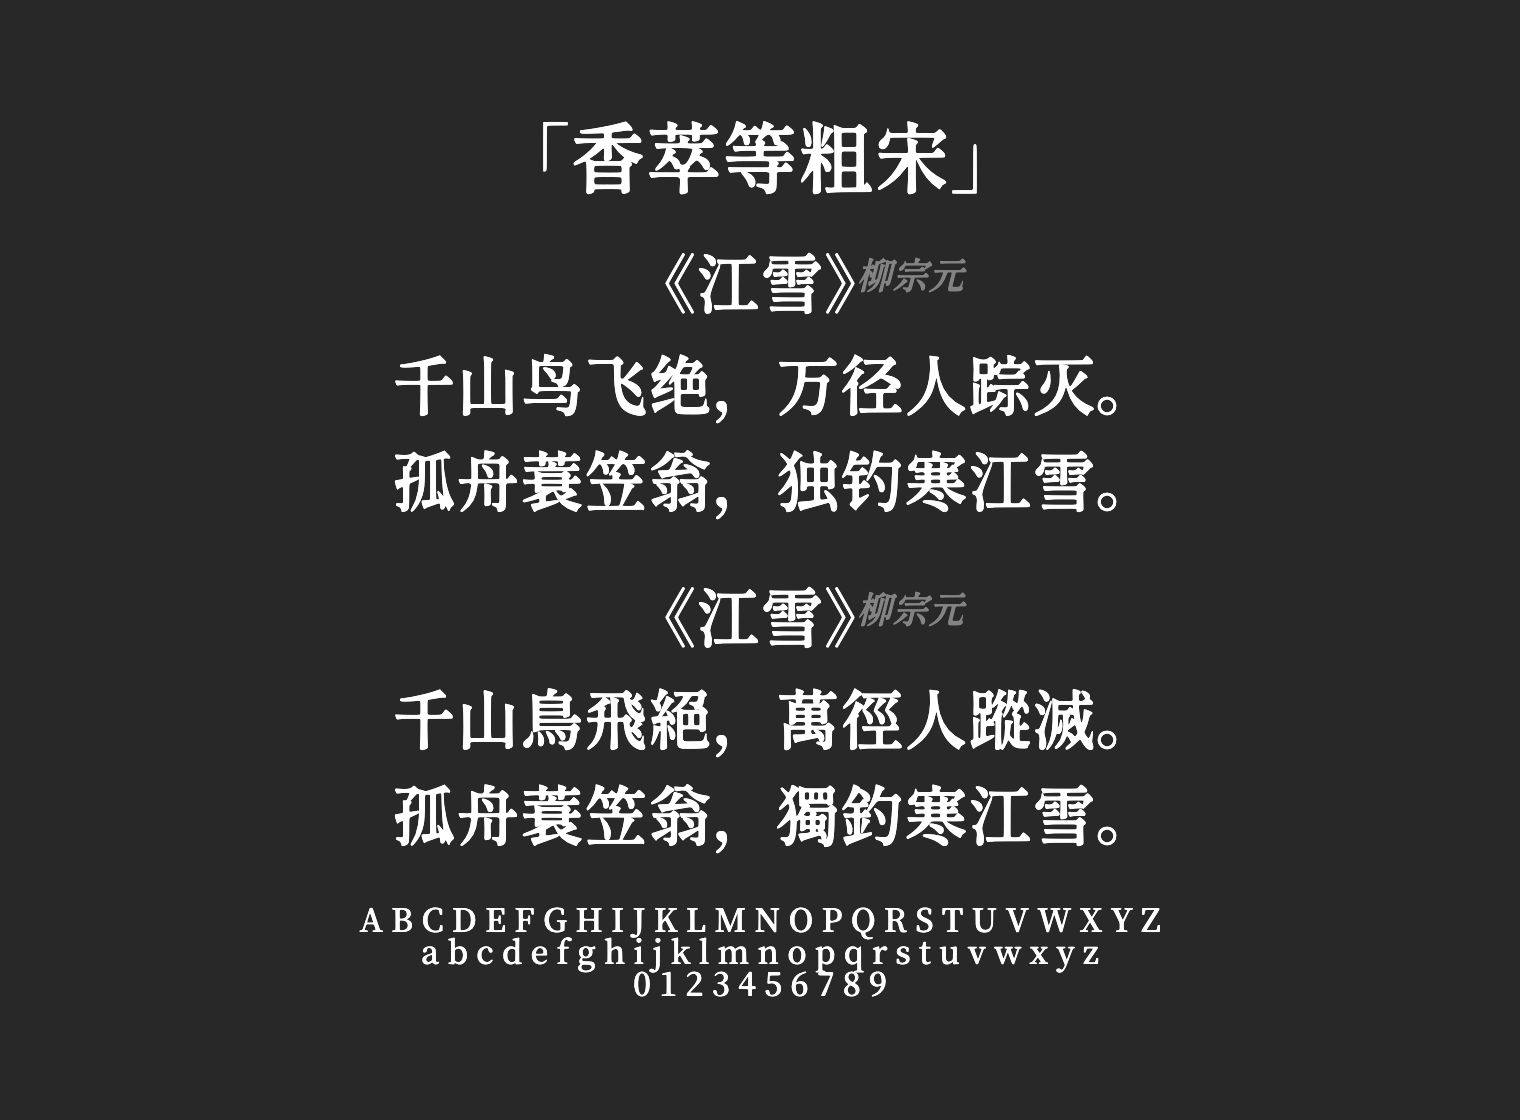 「香萃等粗宋」
《江雪》柳宗元
千山鸟飞绝，万径人踪灭。
孤舟蓑笠翁，独钓寒江雪。
《江雪》柳宗元
千山鳥飛絕，萬徑人蹤滅。
孤舟蓑笠翁，獨釣寒江雪。
A B C D E F G H I J K L M N O P Q R S T U V W X Y Z
a b c d e f g h i j k l m n o p q r s t u v w x y z
0 1 2 3 4 5 6 7 8 9